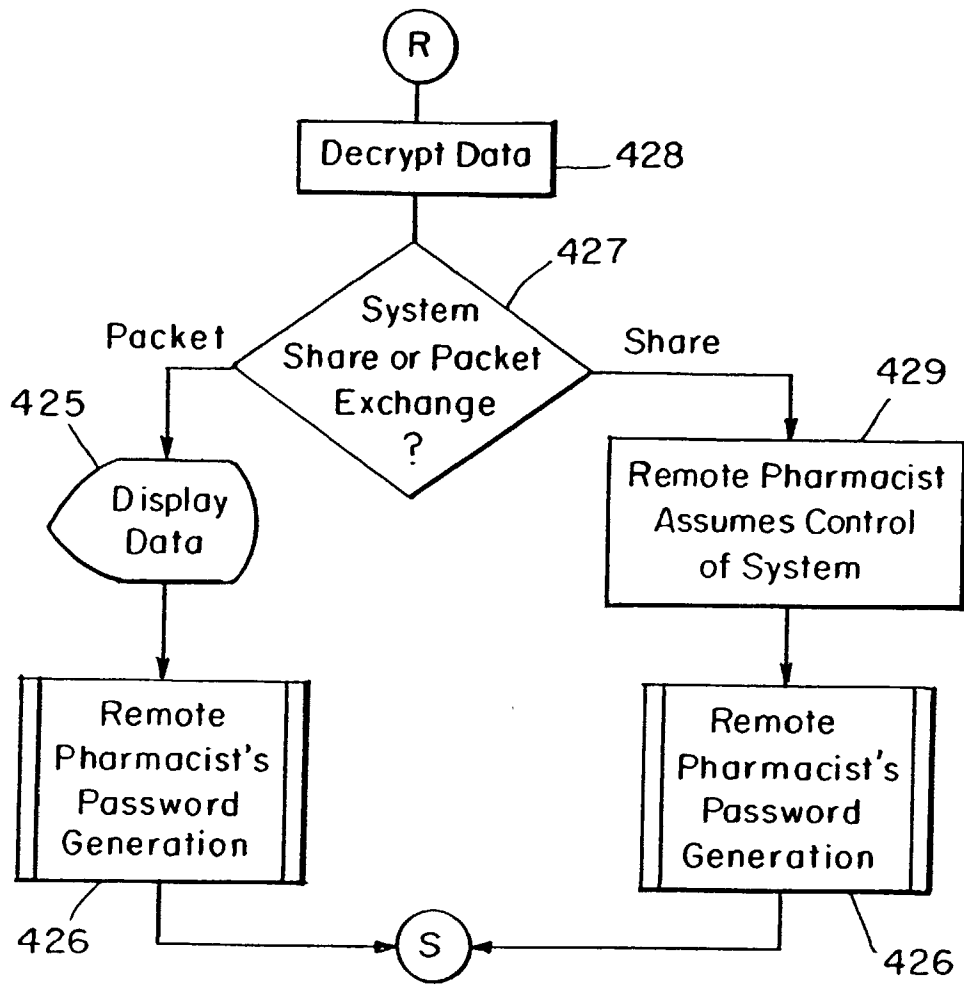 R
Decrypt Data
428
427
System
Share or Packet
Exchange
?
Packet
Share
425
429
Display
Data
Remote Pharmacist
Assumes Control
of System
Remote
Pharmacist's
Password
Generation
426
Remote
Pharmacist's
Password
Generation
426
S